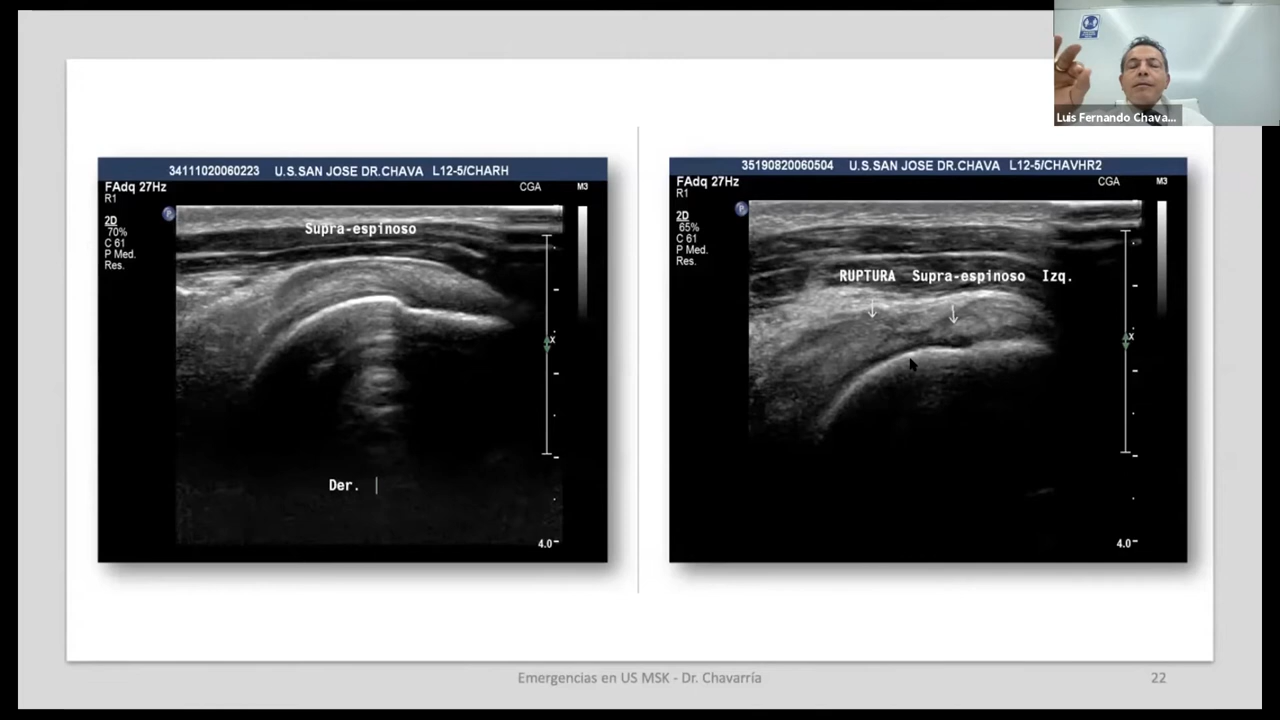 Luis Fernando Chava...
34111020060223 U.S.SAN JOSE DR.CHAVA L12-5/CHARH
FAdq 27Hz
R1
CGA
M3
2D
70%
C 61
P Med.
Res.
P
Supra-espinoso
x
Der.
4.0
35190820060504 U.S.SAN JOSE DR.CHAVA L12-5/CHAVHR2
FAdq 27Hz
R1
CGA
M3
2D
65%
C 61
P Med.
Res.
P
RUPTURA Supra-espinoso Izq.
x
4.0
Emergencias en US MSK - Dr. Chavarría
22